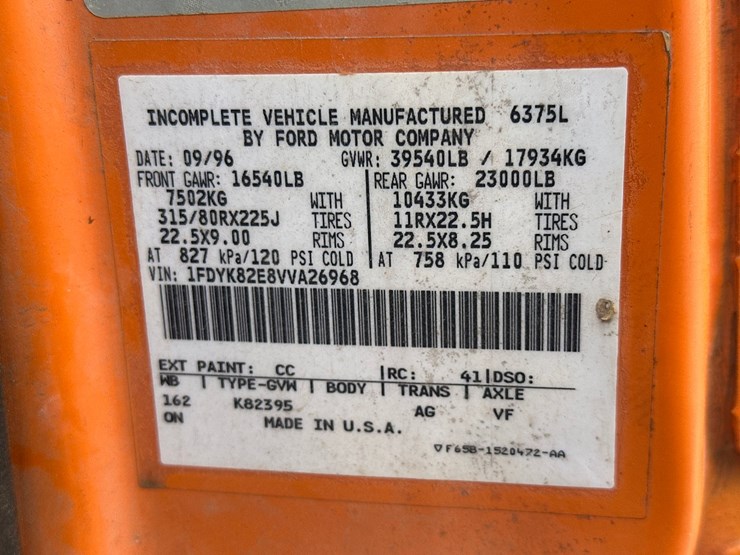 INCOMPLETE VEHICLE MANUFACTURED 6375L
BY FORD MOTOR COMPANY
DATE: 09/96 GVWR: 39540LB / 17934KG
FRONT GAWR: 16540LB REAR GAWR: 23000LB
7502KG WITH 10433KG WITH
315/80RX225J TIRES 11RX22.5H TIRES
22.5X9.00 RIMS 22.5X8.25 RIMS
AT 827 kPa/120 PSI COLD AT 758 kPa/110 PSI COLD
VIN: 1FDYK82E8VVA26968
EXT PAINT: CC RC: 41 DSO:
WB TYPE-GVW BODY TRANS AXLE
162 K82395 AG VF
ON MADE IN U.S.A.
▽F65B-1520472-AA